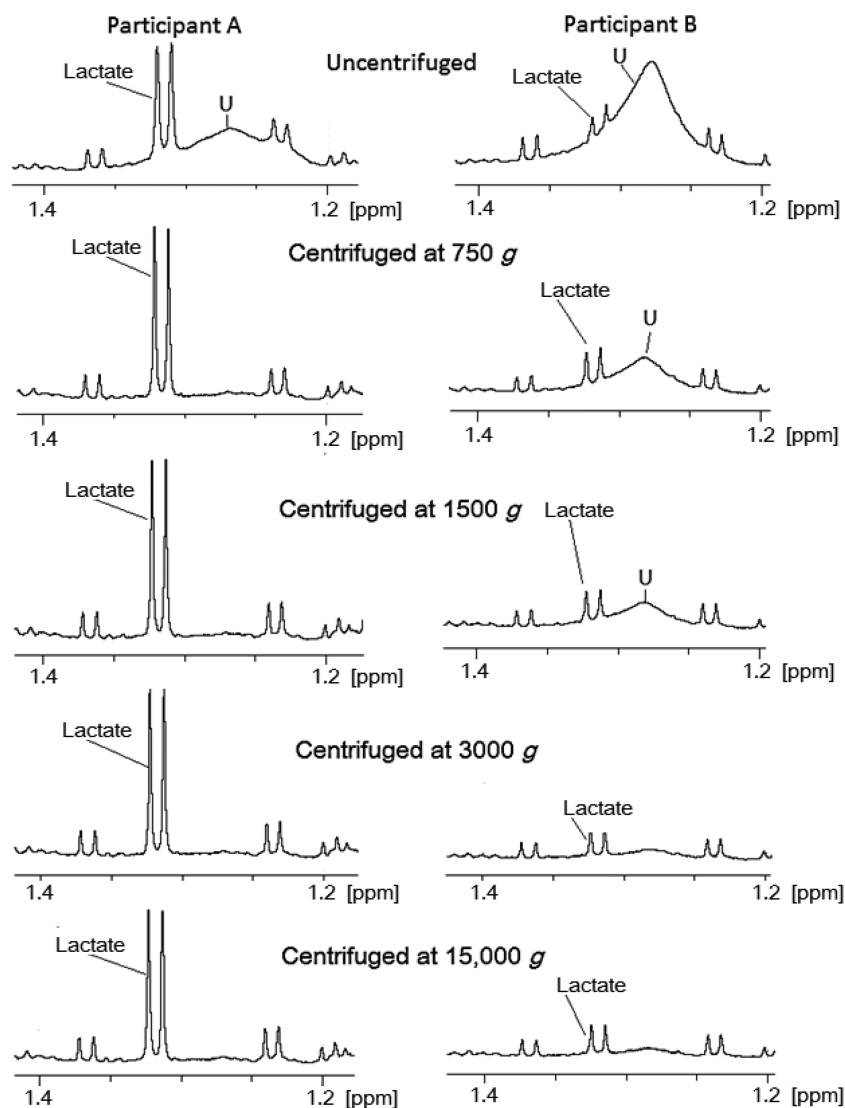 Participant A Participant B
Uncentrifuged
Lactate U Lactate U
1.4 1.2 [ppm] 1.4 1.2 [ppm]
Centrifuged at 750 g
Lactate Lactate U
1.4 1.2 [ppm] 1.4 1.2 [ppm]
Centrifuged at 1500 g
Lactate Lactate U
1.4 1.2 [ppm] 1.4 1.2 [ppm]
Centrifuged at 3000 g
Lactate Lactate
1.4 1.2 [ppm] 1.4 1.2 [ppm]
Centrifuged at 15,000 g
Lactate Lactate
1.4 1.2 [ppm] 1.4 1.2 [ppm]